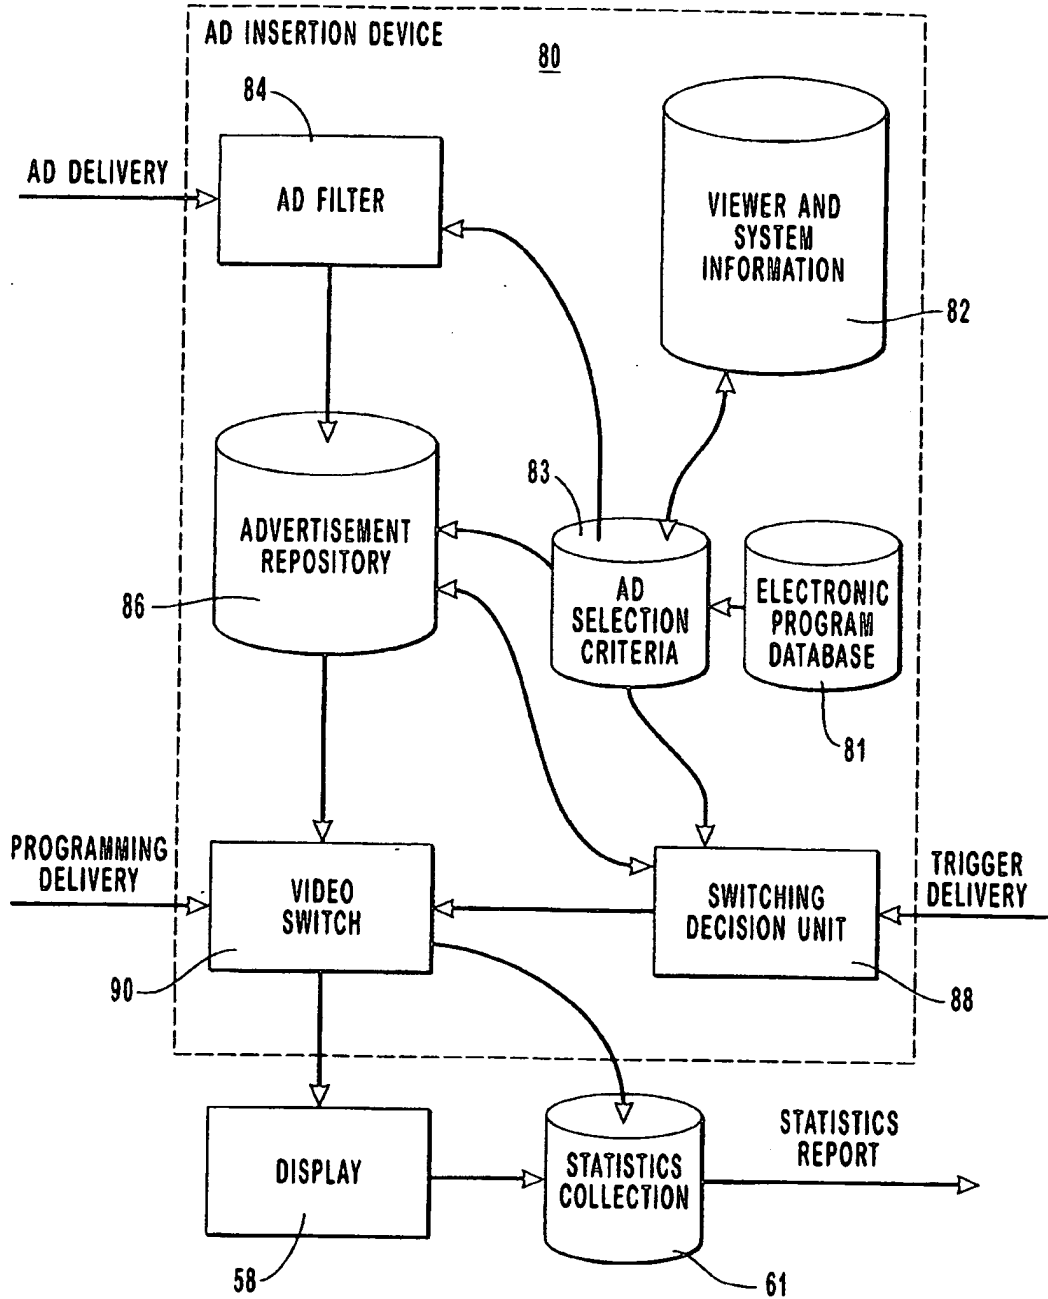 AD INSERTION DEVICE
80
84
AD DELIVERY
AD FILTER
VIEWER AND
SYSTEM
INFORMATION
82
83
ADVERTISEMENT
REPOSITORY
86
AD
SELECTION
CRITERIA
ELECTRONIC
PROGRAM
DATABASE
81
PROGRAMMING
DELIVERY
VIDEO
SWITCH
90
SWITCHING
DECISION UNIT
88
TRIGGER
DELIVERY
DISPLAY
58
STATISTICS
COLLECTION
61
STATISTICS
REPORT